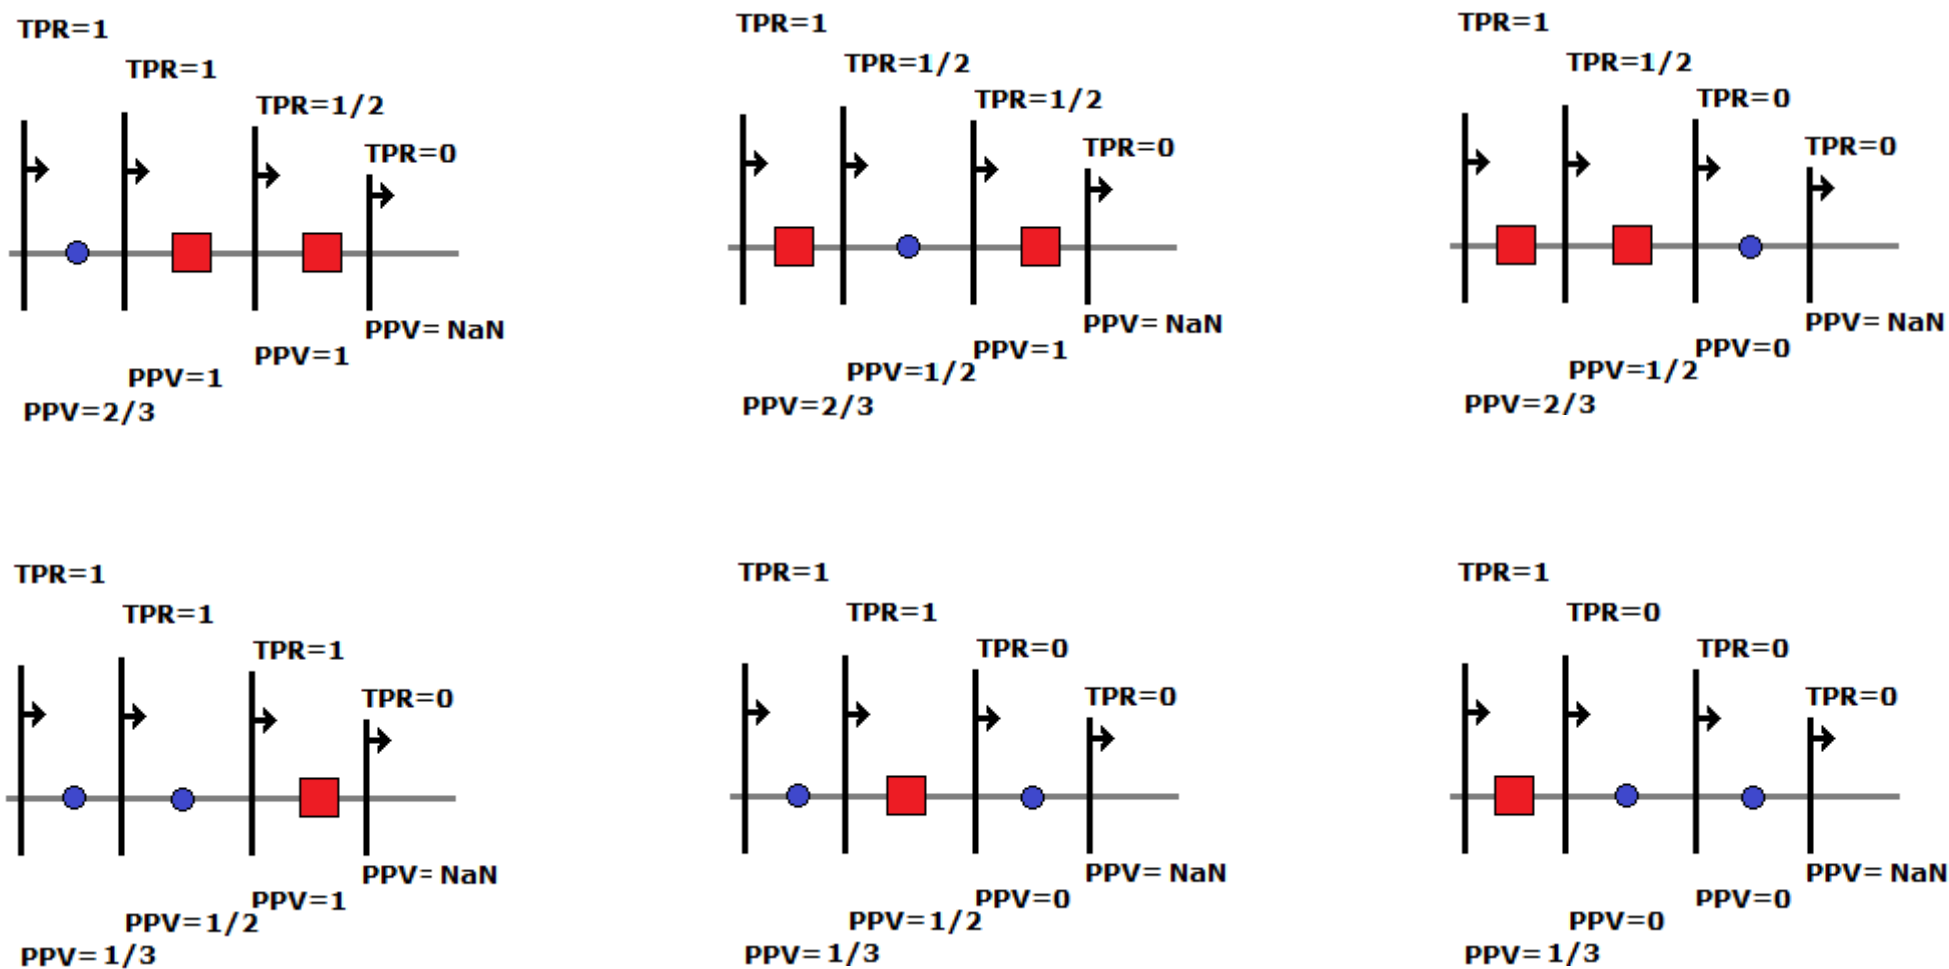 TPR=1
TPR=1
TPR=1/2
TPR=0
PPV= NaN
PPV=1
PPV=1
PPV=2/3
TPR=1
TPR=1/2
TPR=1/2
TPR=0
PPV= NaN
PPV=1
PPV=1/2
PPV=2/3
TPR=1
TPR=1/2
TPR=0
TPR=0
PPV= NaN
PPV=0
PPV=1/2
PPV=2/3
TPR=1
TPR=1
TPR=1
TPR=0
PPV= NaN
PPV=1
PPV=1/2
PPV= 1/3
TPR=1
TPR=1
TPR=0
TPR=0
PPV= NaN
PPV=0
PPV=1/2
PPV= 1/3
TPR=1
TPR=0
TPR=0
TPR=0
PPV= NaN
PPV=0
PPV=0
PPV= 1/3